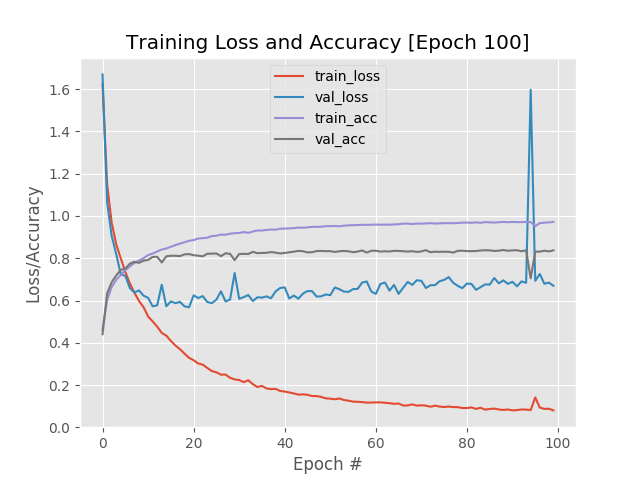 Training Loss and Accuracy [Epoch 100]
train_loss
val_loss
train_acc
val_acc
Loss/Accuracy
1.6
1.4
1.2
1.0
0.8
0.6
0.4
0.2
0.0
0 20 40 60 80 100
Epoch #